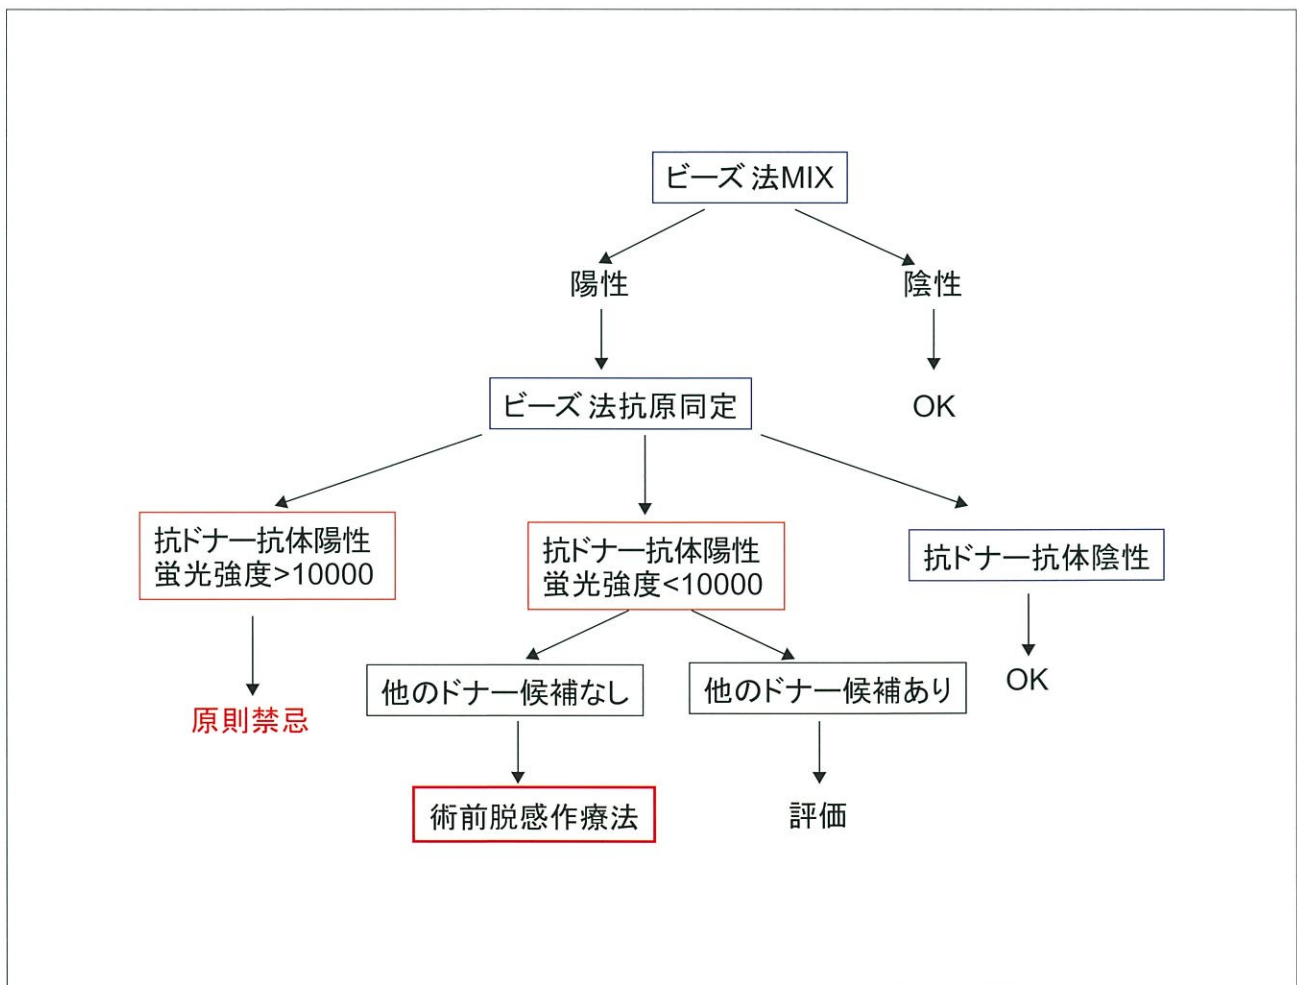 ビーズ法MIX
陽性
陰性
ビーズ法抗原同定
OK
抗ドナー抗体陽性
蛍光強度>10000
抗ドナー抗体陽性
蛍光強度<10000
抗ドナー抗体陰性
他のドナー候補なし
他のドナー候補あり
OK
原則禁忌
術前脱感作療法
評価